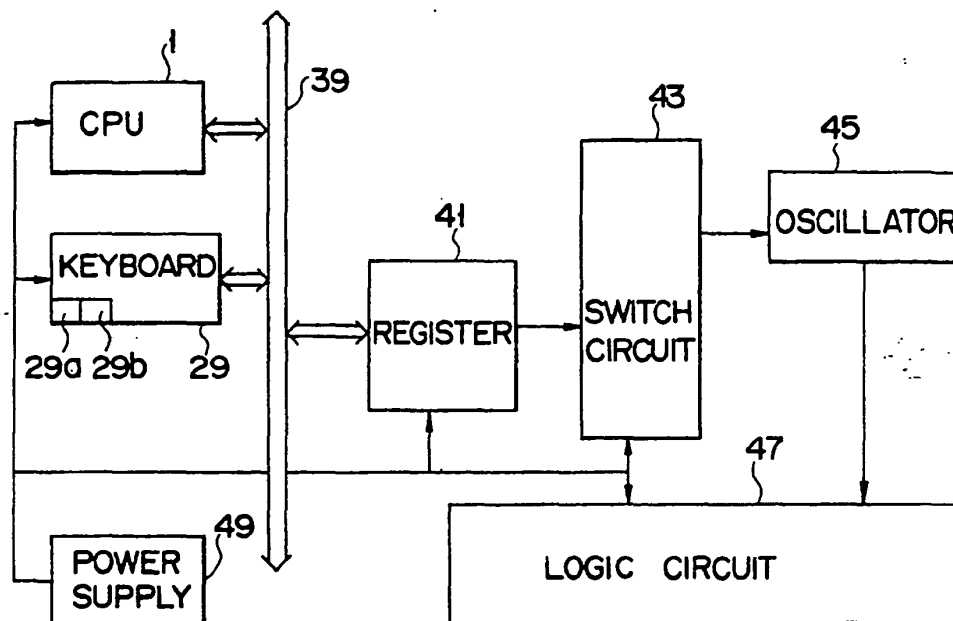 1
CPU
39
43
45
OSCILLATOR
41
KEYBOARD
REGISTER
SWITCH
CIRCUIT
29a 29b 29
47
49
POWER
SUPPLY
LOGIC CIRCUIT